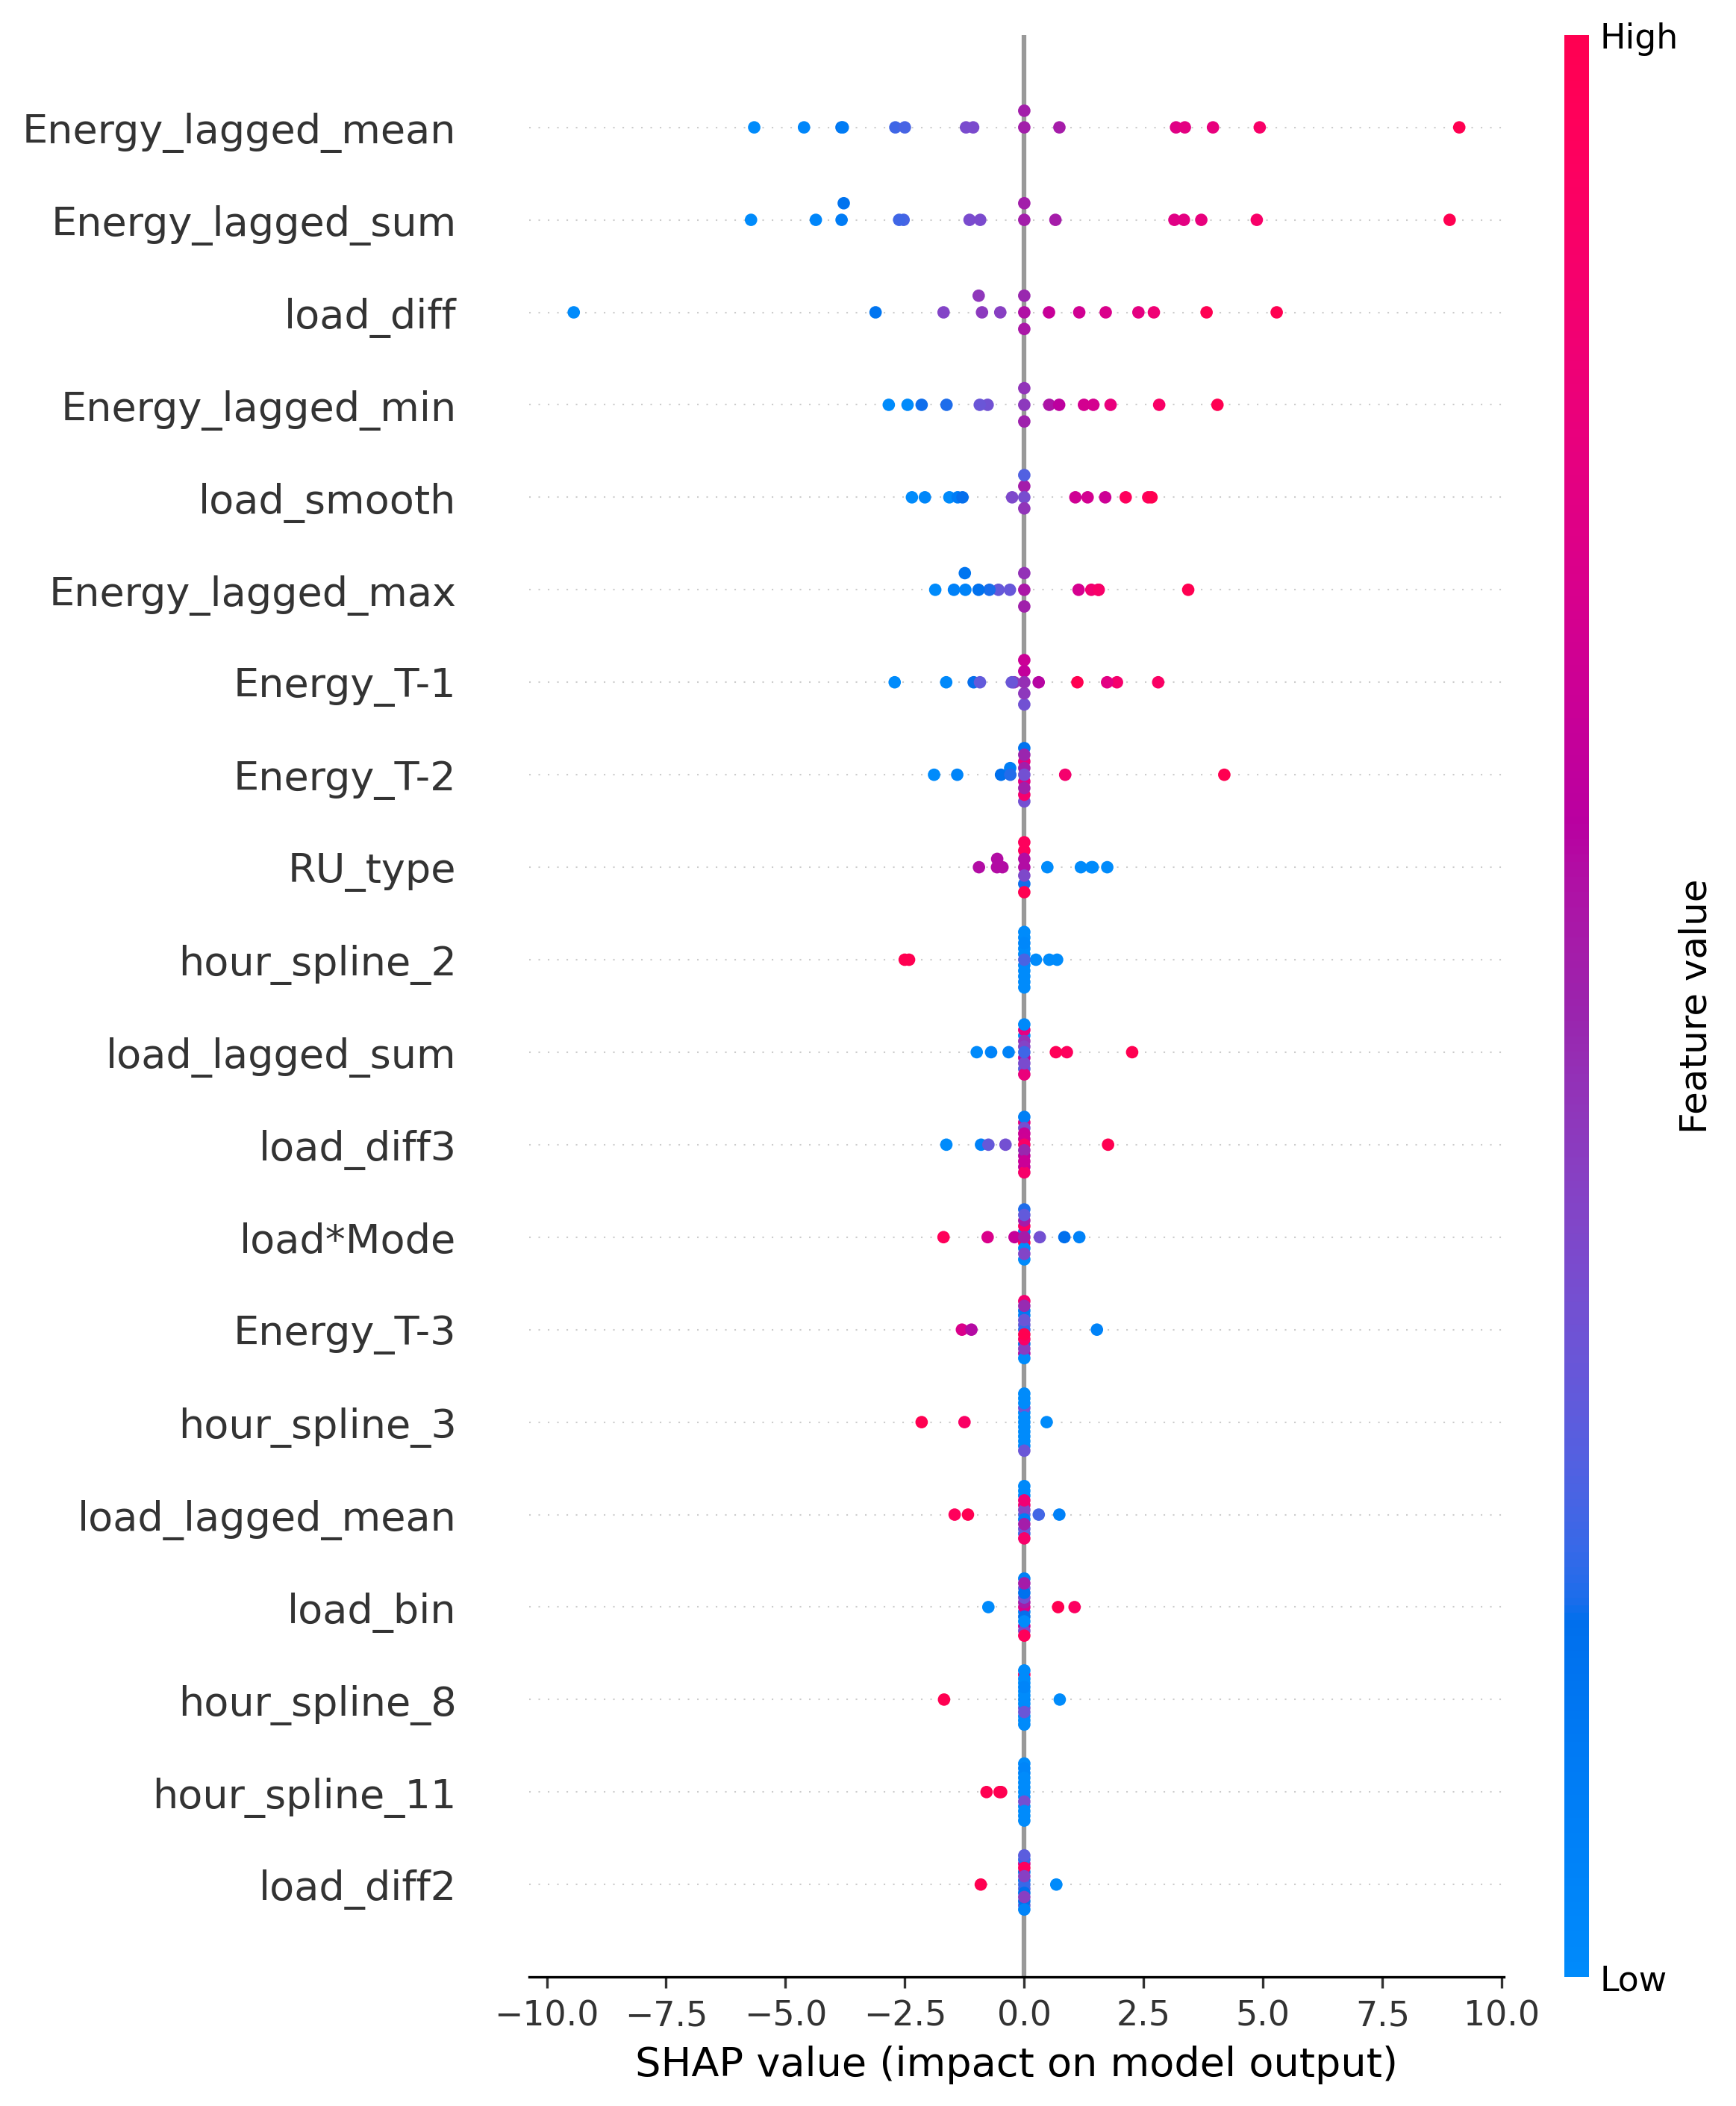 High
Energy_lagged_mean
Energy_lagged_sum
load_diff
Energy_lagged_min
load_smooth
Energy_lagged_max
Energy_T-1
Energy_T-2
RU_type
hour_spline_2
load_lagged_sum
load_diff3
load*Mode
Energy_T-3
hour_spline_3
load_lagged_mean
load_bin
hour_spline_8
hour_spline_11
load_diff2
Feature value
Low
−10.0 −7.5 −5.0 −2.5 0.0 2.5 5.0 7.5 10.0
SHAP value (impact on model output)